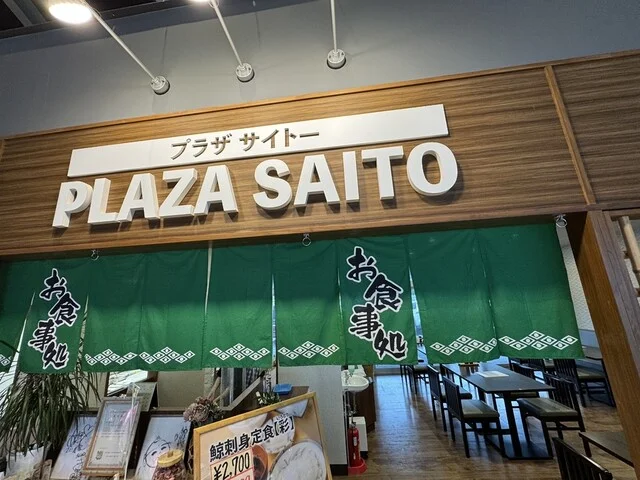 プラザ サイトー
PLAZA SAITO
お食事処
お食事処
鯨刺身定食(彩)
¥2,700